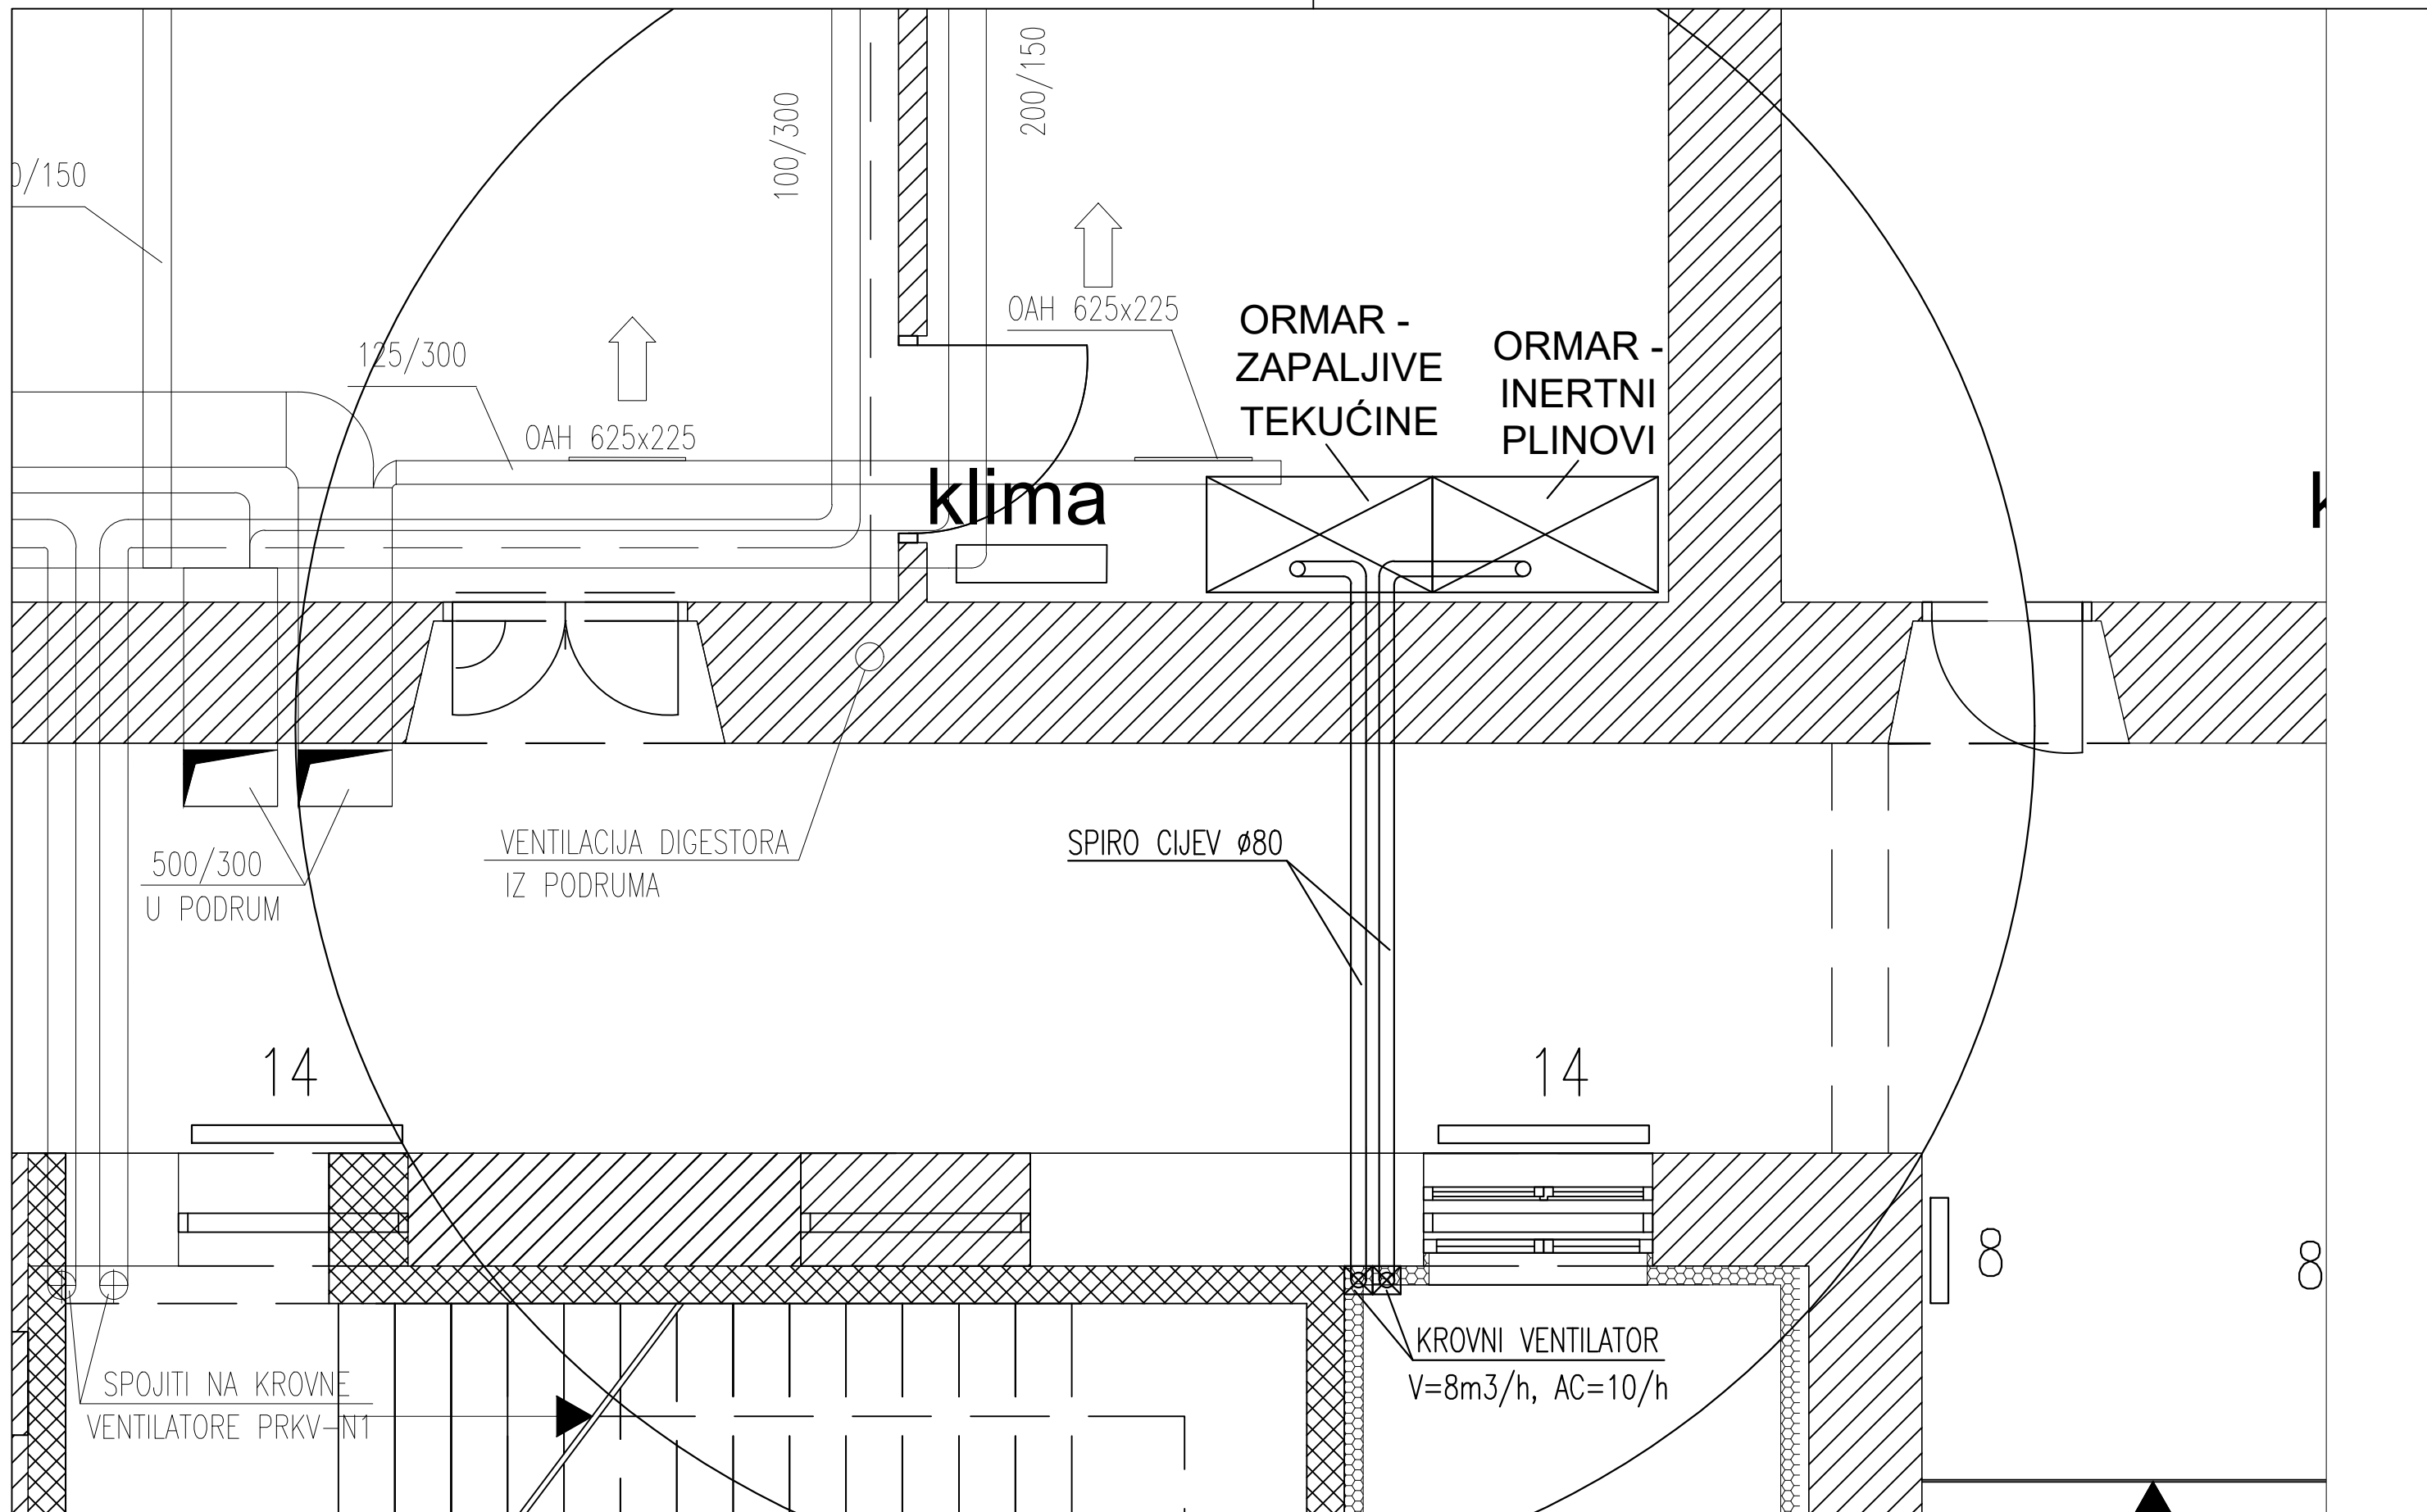 0/150
100/300
200/150
125/300
OAH 625x225
OAH 625x225
ORMAR -
ZAPALJIVE
TEKUĆINE
ORMAR -
INERTNI
PLINOVI
klima
k
500/300
U PODRUM
VENTILACIJA DIGESTORA
IZ PODRUMA
SPIRO CIJEV ø80
14
14
8
8
KROVNI VENTILATOR
V=8m3/h, AC=10/h
SPOJITI NA KROVNE
VENTILATORE PRKV-N1